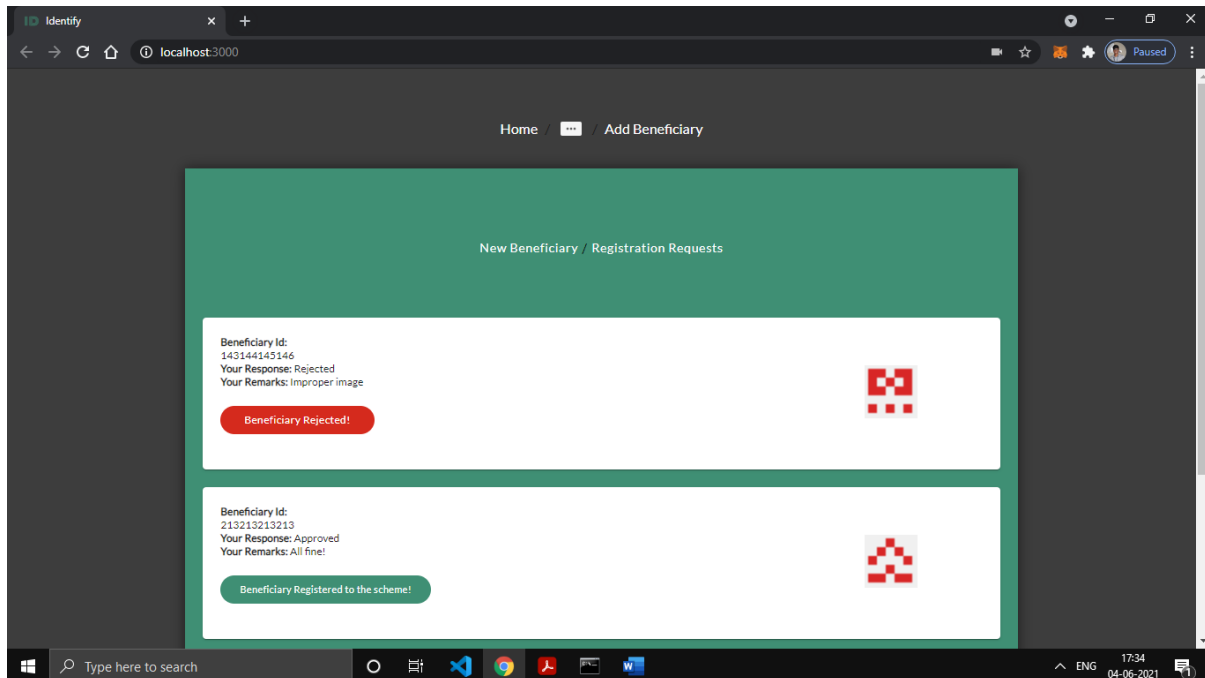 ID Identify
localhost:3000
Paused
Home / ... / Add Beneficiary
New Beneficiary / Registration Requests
Beneficiary Id:
143144145146
Your Response: Rejected
Your Remarks: Improper image
Beneficiary Rejected!
Beneficiary Id:
213213213213
Your Response: Approved
Your Remarks: All fine!
Beneficiary Registered to the scheme!
Type here to search
ENG
17:34
04-06-2021
1